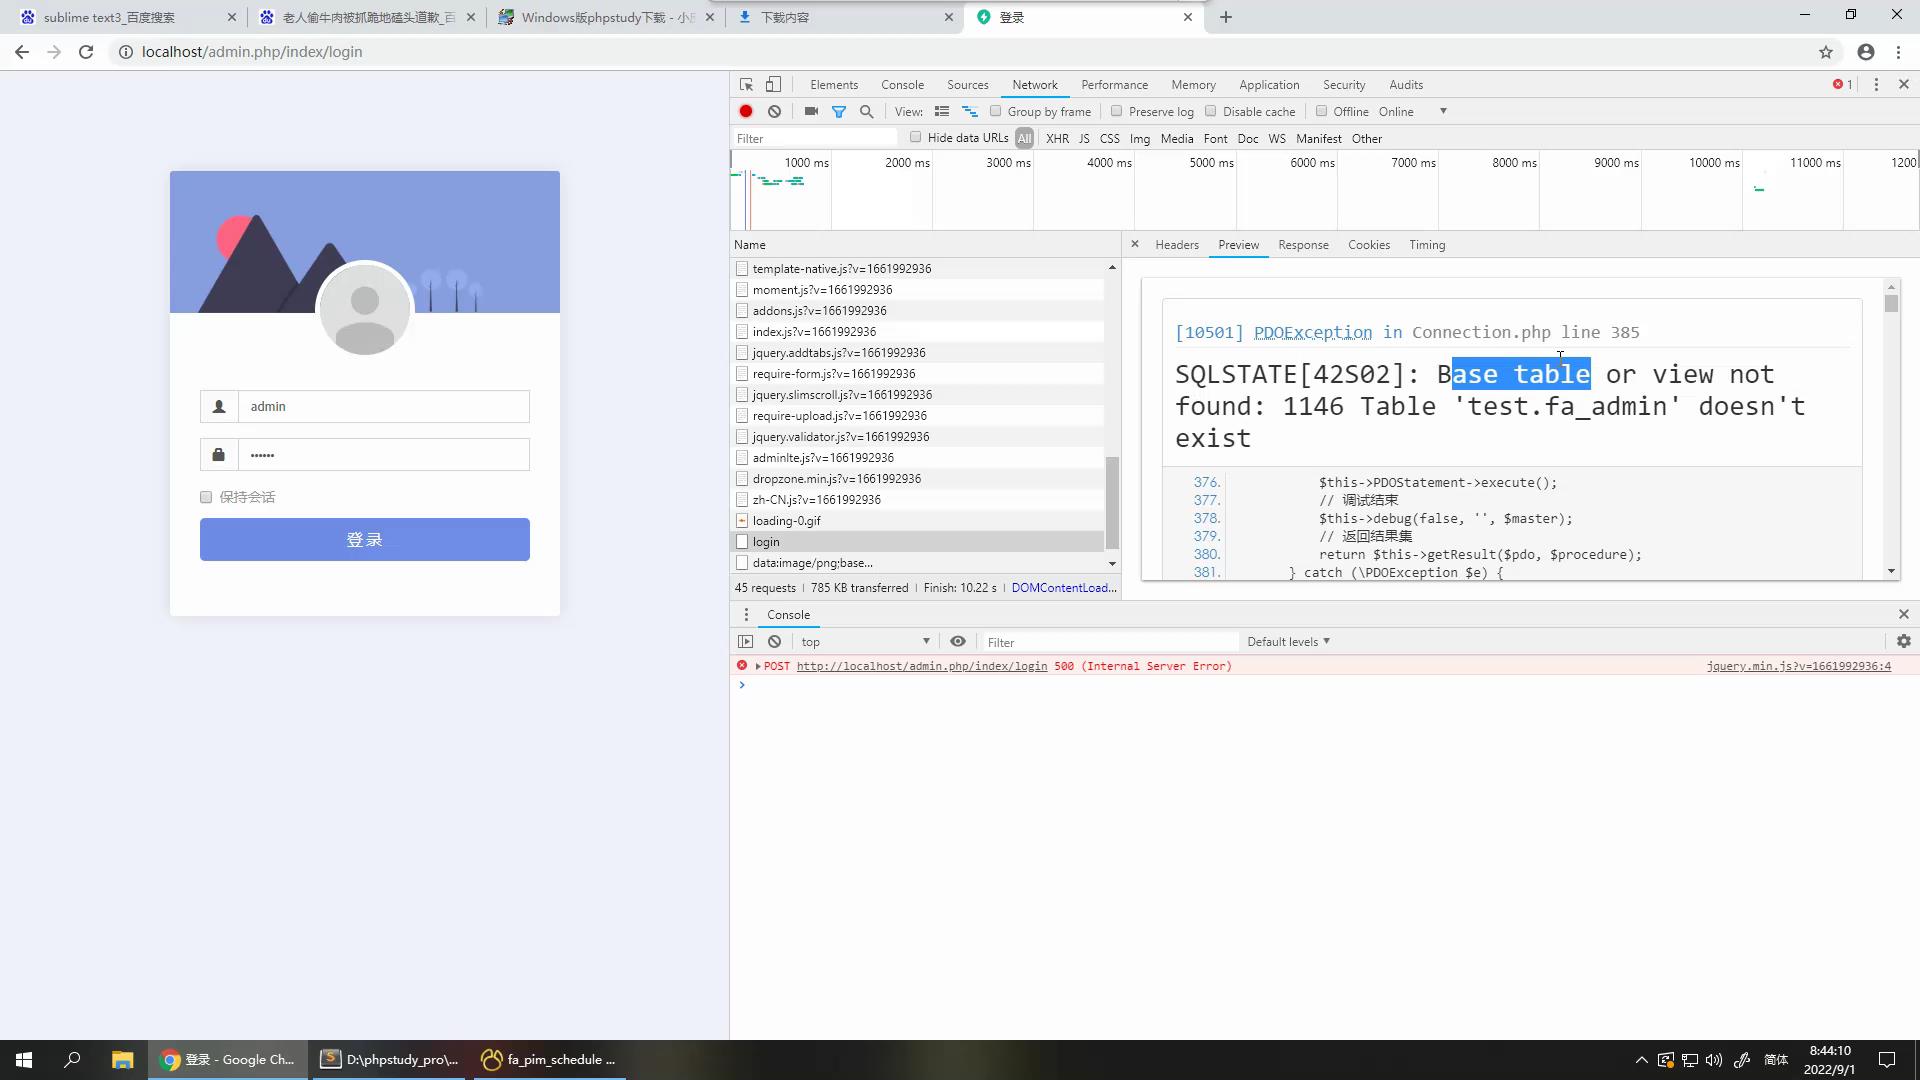 sublime text3_百度搜索
老人偷牛肉被抓跪地磕头道歉_百
Windows版phpstudy下载 - 小皮
下载内容
登录
localhost/admin.php/index/login
Elements Console Sources Network Performance Memory Application Security Audits 1
View: Group by frame Preserve log Disable cache Offline Online
Filter Hide data URLs All XHR JS CSS Img Media Font Doc WS Manifest Other
1000 ms 2000 ms 3000 ms 4000 ms 5000 ms 6000 ms 7000 ms 8000 ms 9000 ms 10000 ms 11000 ms 1200
Name
template-native.js?v=1661992936
moment.js?v=1661992936
addons.js?v=1661992936
index.js?v=1661992936
jquery.addtabs.js?v=1661992936
require-form.js?v=1661992936
jquery.slimscroll.js?v=1661992936
require-upload.js?v=1661992936
jquery.validator.js?v=1661992936
adminlte.js?v=1661992936
dropzone.min.js?v=1661992936
zh-CN.js?v=1661992936
loading-0.gif
login
data:image/png;base...
45 requests 785 KB transferred Finish: 10.22 s DOMContentLoad...
Headers Preview Response Cookies Timing
[10501] PDOException in Connection.php line 385
SQLSTATE[42S02]: Base table or view not
found: 1146 Table 'test.fa_admin' doesn't
exist
376. $this->PDOStatement->execute();
377. // 调试结束
378. $this->debug(false, '', $master);
379. // 返回结果集
380. return $this->getResult($pdo, $procedure);
381. } catch (\PDOException $e) {
admin
••••••
保持会话
登录
Console
top Filter Default levels
POST http://localhost/admin.php/index/login 500 (Internal Server Error) jquery.min.js?v=1661992936:4
登录 - Google Ch...
D:\phpstudy_pro\...
fa_pim_schedule ...
简体
8:44:10
2022/9/1